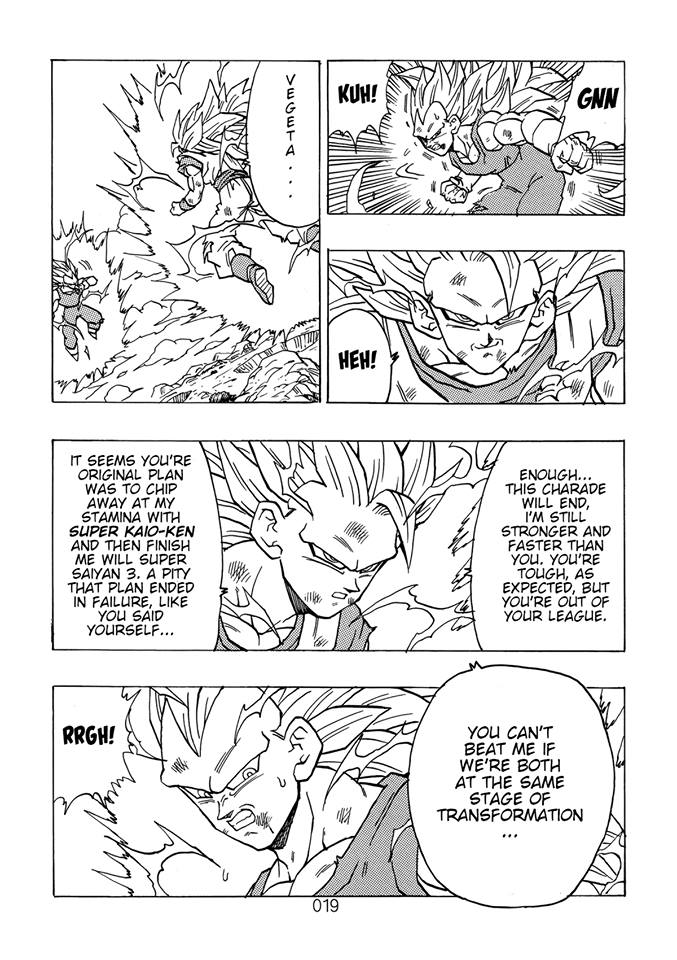 GNN
KUH!
HEH!
VEGETA...
ENOUGH...
THIS CHARADE
WILL END,
I'M STILL
STRONGER AND
FASTER THAN
YOU. YOU'RE
TOUGH, AS
EXPECTED, BUT
YOU'RE OUT OF
YOUR LEAGUE.
IT SEEMS YOU'RE
ORIGINAL PLAN
WAS TO CHIP
AWAY AT MY
STAMINA WITH
SUPER KAIO-KEN
AND THEN FINISH
ME WILL SUPER
SAIYAN 3. A PITY
THAT PLAN ENDED
IN FAILURE, LIKE
YOU SAID
YOURSELF...
YOU CAN'T
BEAT ME IF
WE'RE BOTH
AT THE SAME
STAGE OF
TRANSFORMATION
...
RRGH!
019